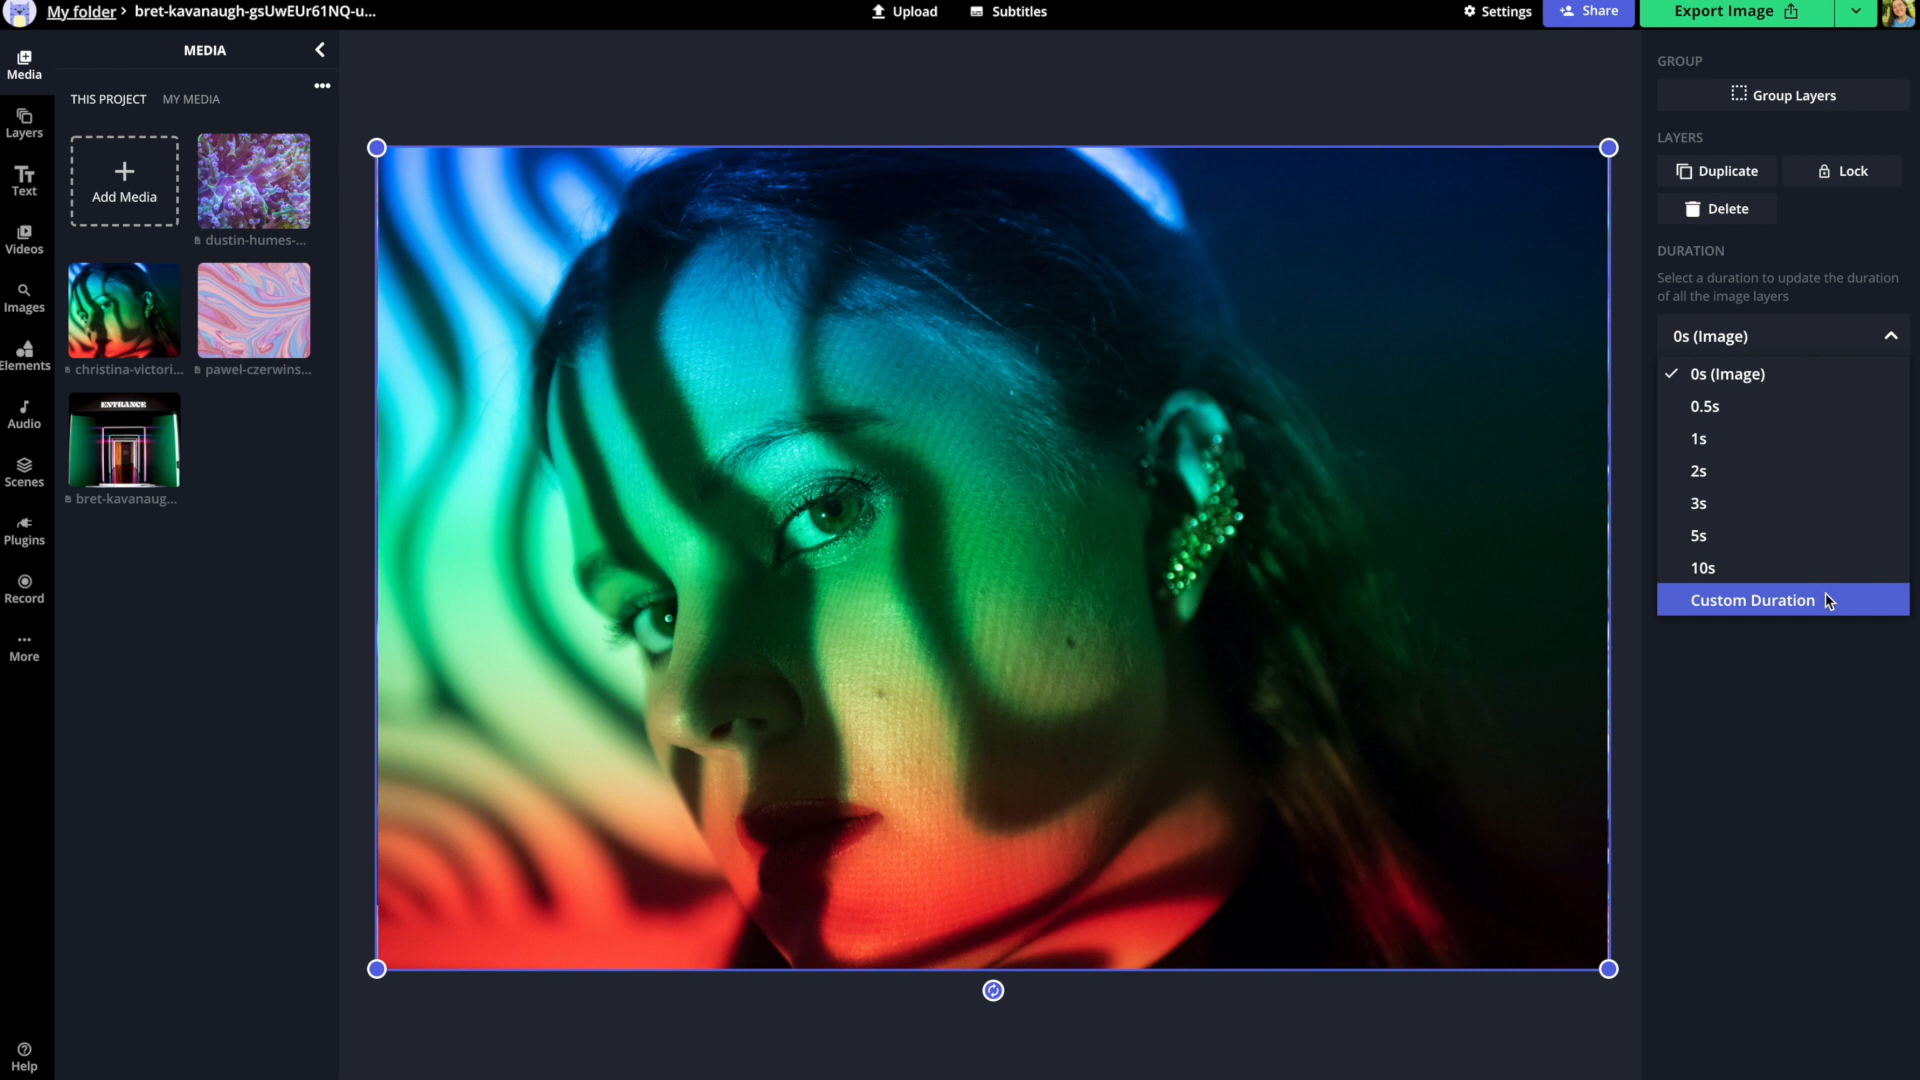 My folder > bret-kavanaugh-gsUwEUr61NQ-u...
Upload
Subtitles
Settings
Share
Export Image
MEDIA
THIS PROJECT
MY MEDIA
Add Media
dustin-humes-...
christina-victori...
pawel-czerwins...
ENTRANCE
bret-kavanaug...
Media
Layers
Text
Videos
Images
Elements
Audio
Scenes
Plugins
Record
More
Help
GROUP
Group Layers
LAYERS
Duplicate
Lock
Delete
DURATION
Select a duration to update the duration
of all the image layers
0s (Image)
0s (Image)
0.5s
1s
2s
3s
5s
10s
Custom Duration